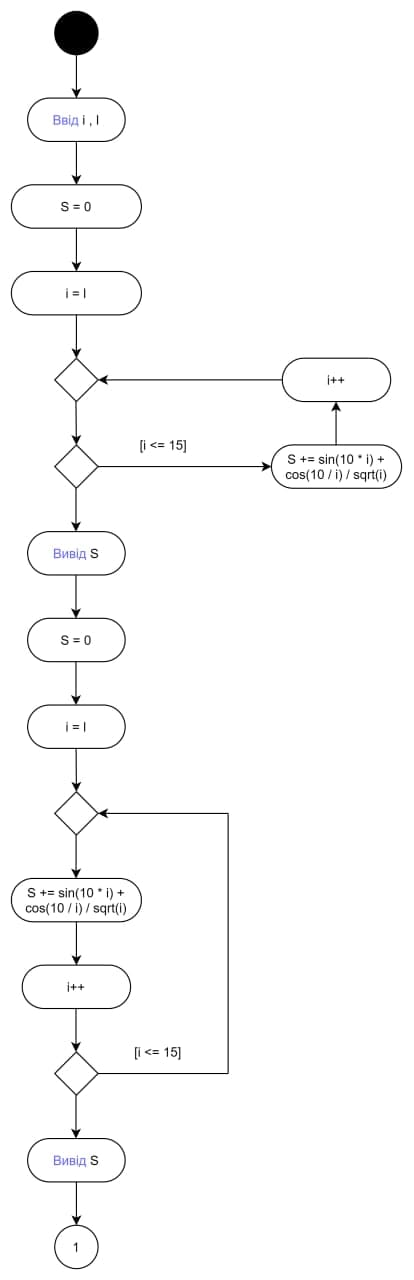 Ввід i , I
S = 0
i = I
i++
[i <= 15]
S += sin(10 * i) +
cos(10 / i) / sqrt(i)
Вивід S
S = 0
i = I
S += sin(10 * i) +
cos(10 / i) / sqrt(i)
i++
[i <= 15]
Вивід S
1